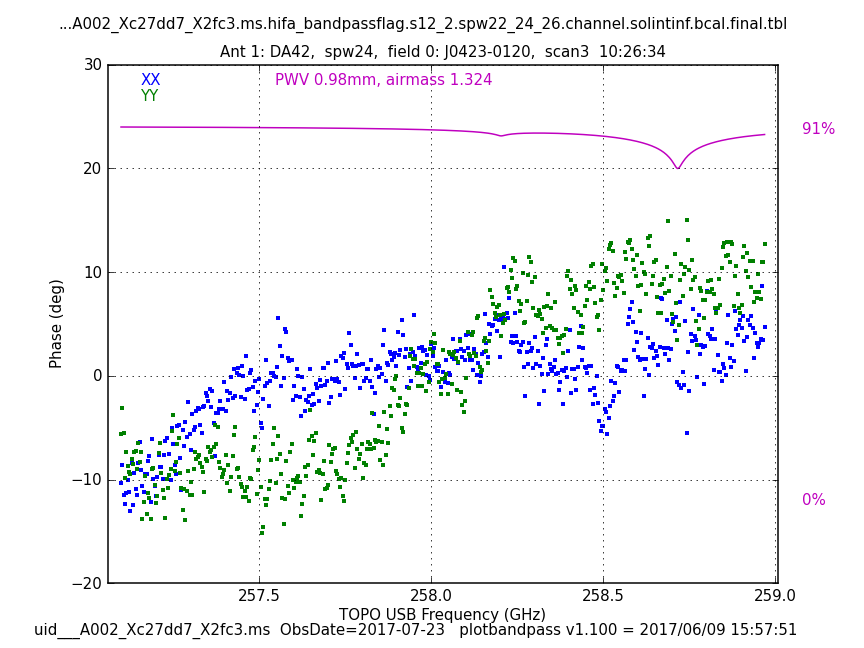 ...A002_Xc27dd7_X2fc3.ms.hifa_bandpassflag.s12_2.spw22_24_26.channel.solintinf.bcal.final.tbl
Ant 1: DA42,  spw24,  field 0: J0423-0120,  scan3  10:26:34
XX
YY
PWV 0.98mm, airmass 1.324
91%
0%
30
20
10
0
−10
−20
Phase (deg)
257.5
258.0
258.5
259.0
TOPO USB Frequency (GHz)
uid___A002_Xc27dd7_X2fc3.ms  ObsDate=2017-07-23   plotbandpass v1.100 = 2017/06/09 15:57:51